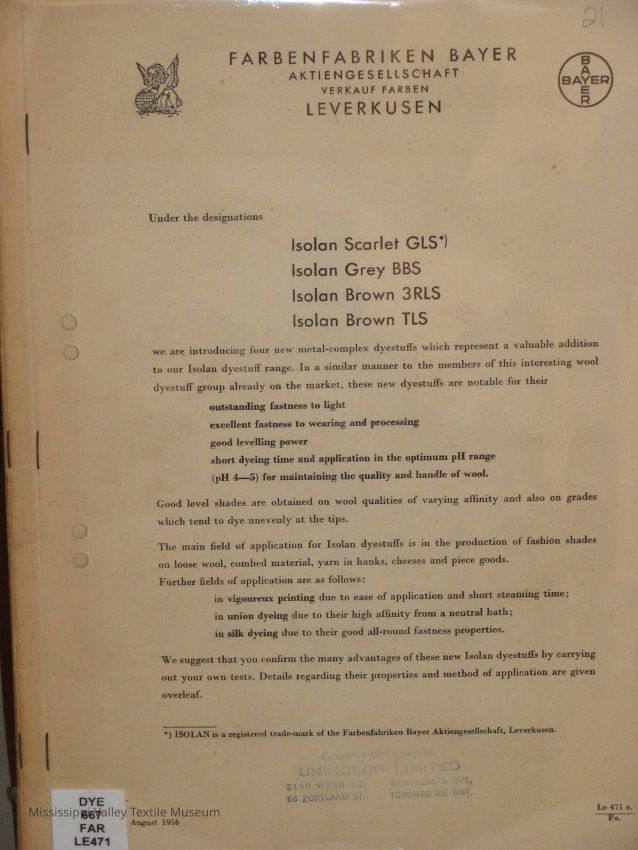 21
FARBENFABRIKEN BAYER
AKTIENGESELLSCHAFT
VERKAUF FARBEN
LEVERKUSEN
BAYER
BAYER
Under the designations
Isolan Scarlet GLS*)
Isolan Grey BBS
Isolan Brown 3RLS
Isolan Brown TLS
we are introducing four new metal-complex dyestuffs which represent a valuable addition
to our Isolan dyestuff range. In a similar manner to the members of this interesting wool
dyestuff group already on the market, these new dyestuffs are notable for their
outstanding fastness to light
excellent fastness to wearing and processing
good levelling power
short dyeing time and application in the optimum pH range
(pH 4—5) for maintaining the quality and handle of wool.
Good level shades are obtained on wool qualities of varying affinity and also on grades
which tend to dye unevenly at the tips.
The main field of application for Isolan dyestuffs is in the production of fashion shades
on loose wool, combed material, yarn in hanks, cheeses and piece goods.
Further fields of application are as follows:
in vigoureux printing due to ease of application and short steaming time;
in union dyeing due to their high affinity from a neutral bath;
in silk dyeing due to their good all-round fastness properties.
We suggest that you confirm the many advantages of these new Isolan dyestuffs by carrying
out your own tests. Details regarding their properties and method of application are given
overleaf.
*) ISOLAN is a registered trade-mark of the Farbenfabriken Bayer Aktiengesellschaft, Leverkusen.
UNICOLOR LIMITED
2150 WARD ST. MONTREAL 9, QUE,
66 PORTLAND ST. TORONTO 2B, ONT,
DYE
667
FAR
LE471
Mississippi Valley Textile Museum
August 1956
Le 471 e.
Fa.